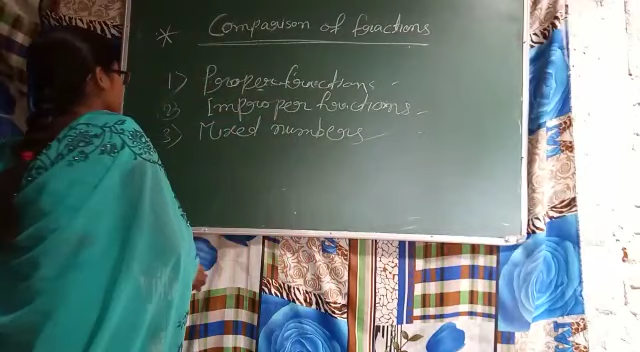 * Comparison of fractions
1) Proper fractions -
2) Improper fractions -
3) Mixed numbers -